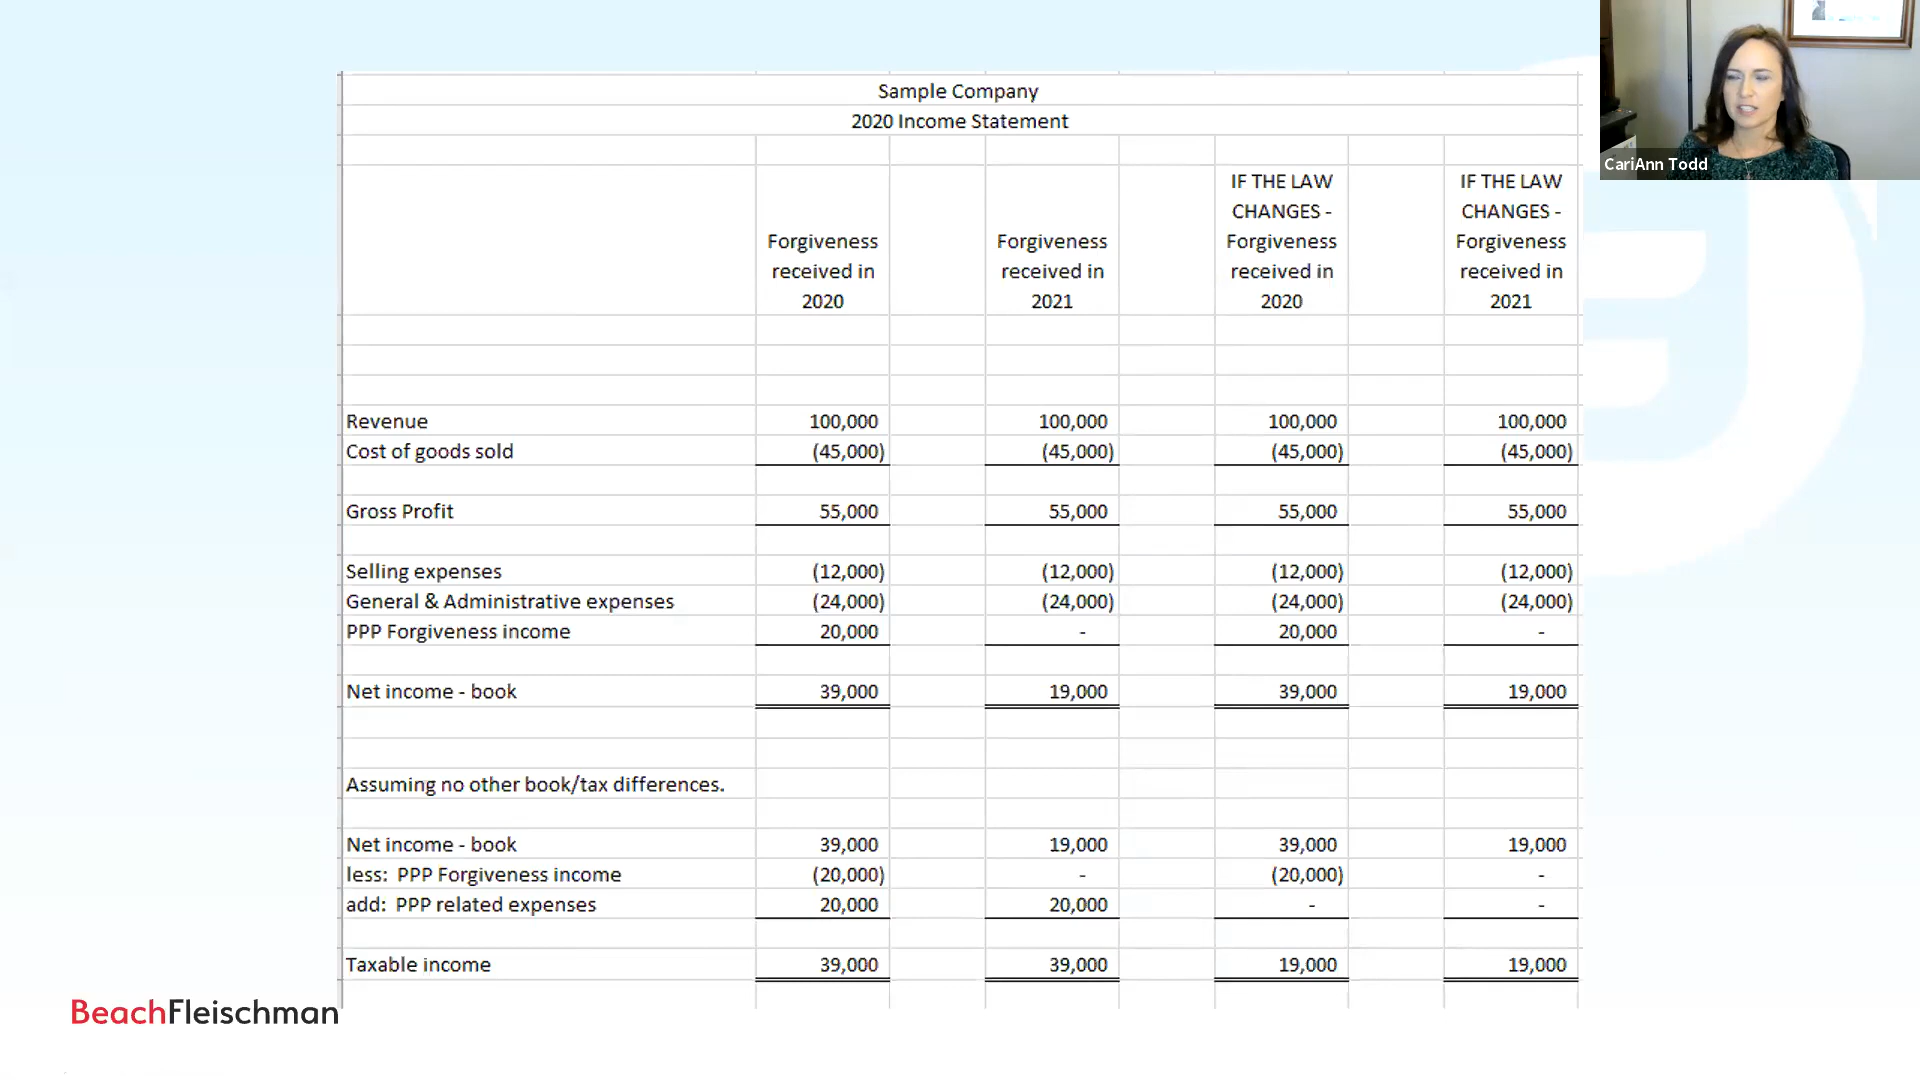 CariAnn Todd
Sample Company
2020 Income Statement
Forgiveness received in 2020
Forgiveness received in 2021
IF THE LAW CHANGES - Forgiveness received in 2020
IF THE LAW CHANGES - Forgiveness received in 2021
Revenue 100,000 100,000 100,000 100,000
Cost of goods sold (45,000) (45,000) (45,000) (45,000)
Gross Profit 55,000 55,000 55,000 55,000
Selling expenses (12,000) (12,000) (12,000) (12,000)
General & Administrative expenses (24,000) (24,000) (24,000) (24,000)
PPP Forgiveness income 20,000 - 20,000 -
Net income - book 39,000 19,000 39,000 19,000
Assuming no other book/tax differences.
Net income - book 39,000 19,000 39,000 19,000
less: PPP Forgiveness income (20,000) - (20,000) -
add: PPP related expenses 20,000 20,000 - -
Taxable income 39,000 39,000 19,000 19,000
BeachFleischman